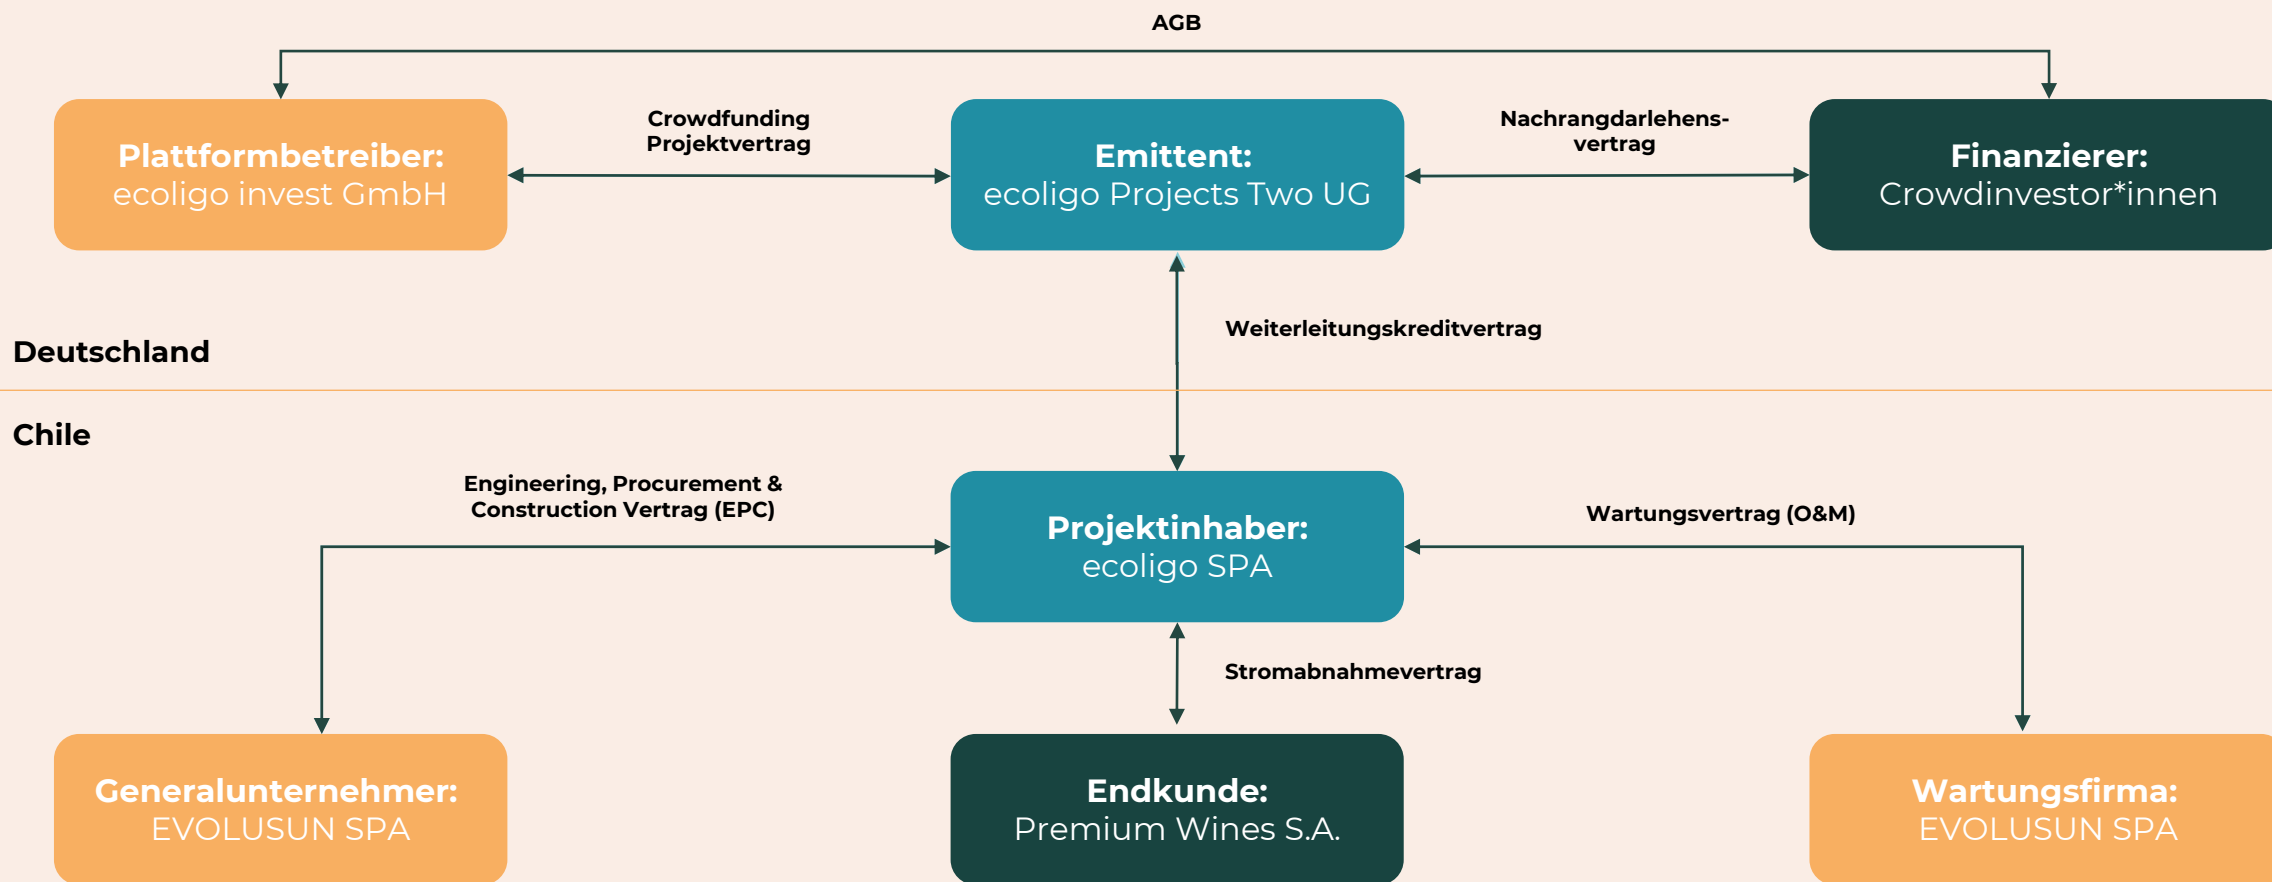 AGB
Plattformbetreiber:
ecoligo invest GmbH
Crowdfunding
Projektvertrag
Emittent:
ecoligo Projects Two UG
Nachrangdarlehens-
vertrag
Finanzierer:
Crowdinvestor*innen
Weiterleitungskreditvertrag
Deutschland
Chile
Engineering, Procurement &
Construction Vertrag (EPC)
Projektinhaber:
ecoligo SPA
Wartungsvertrag (O&M)
Stromabnahmevertrag
Generalunternehmer:
EVOLUSUN SPA
Endkunde:
Premium Wines S.A.
Wartungsfirma:
EVOLUSUN SPA